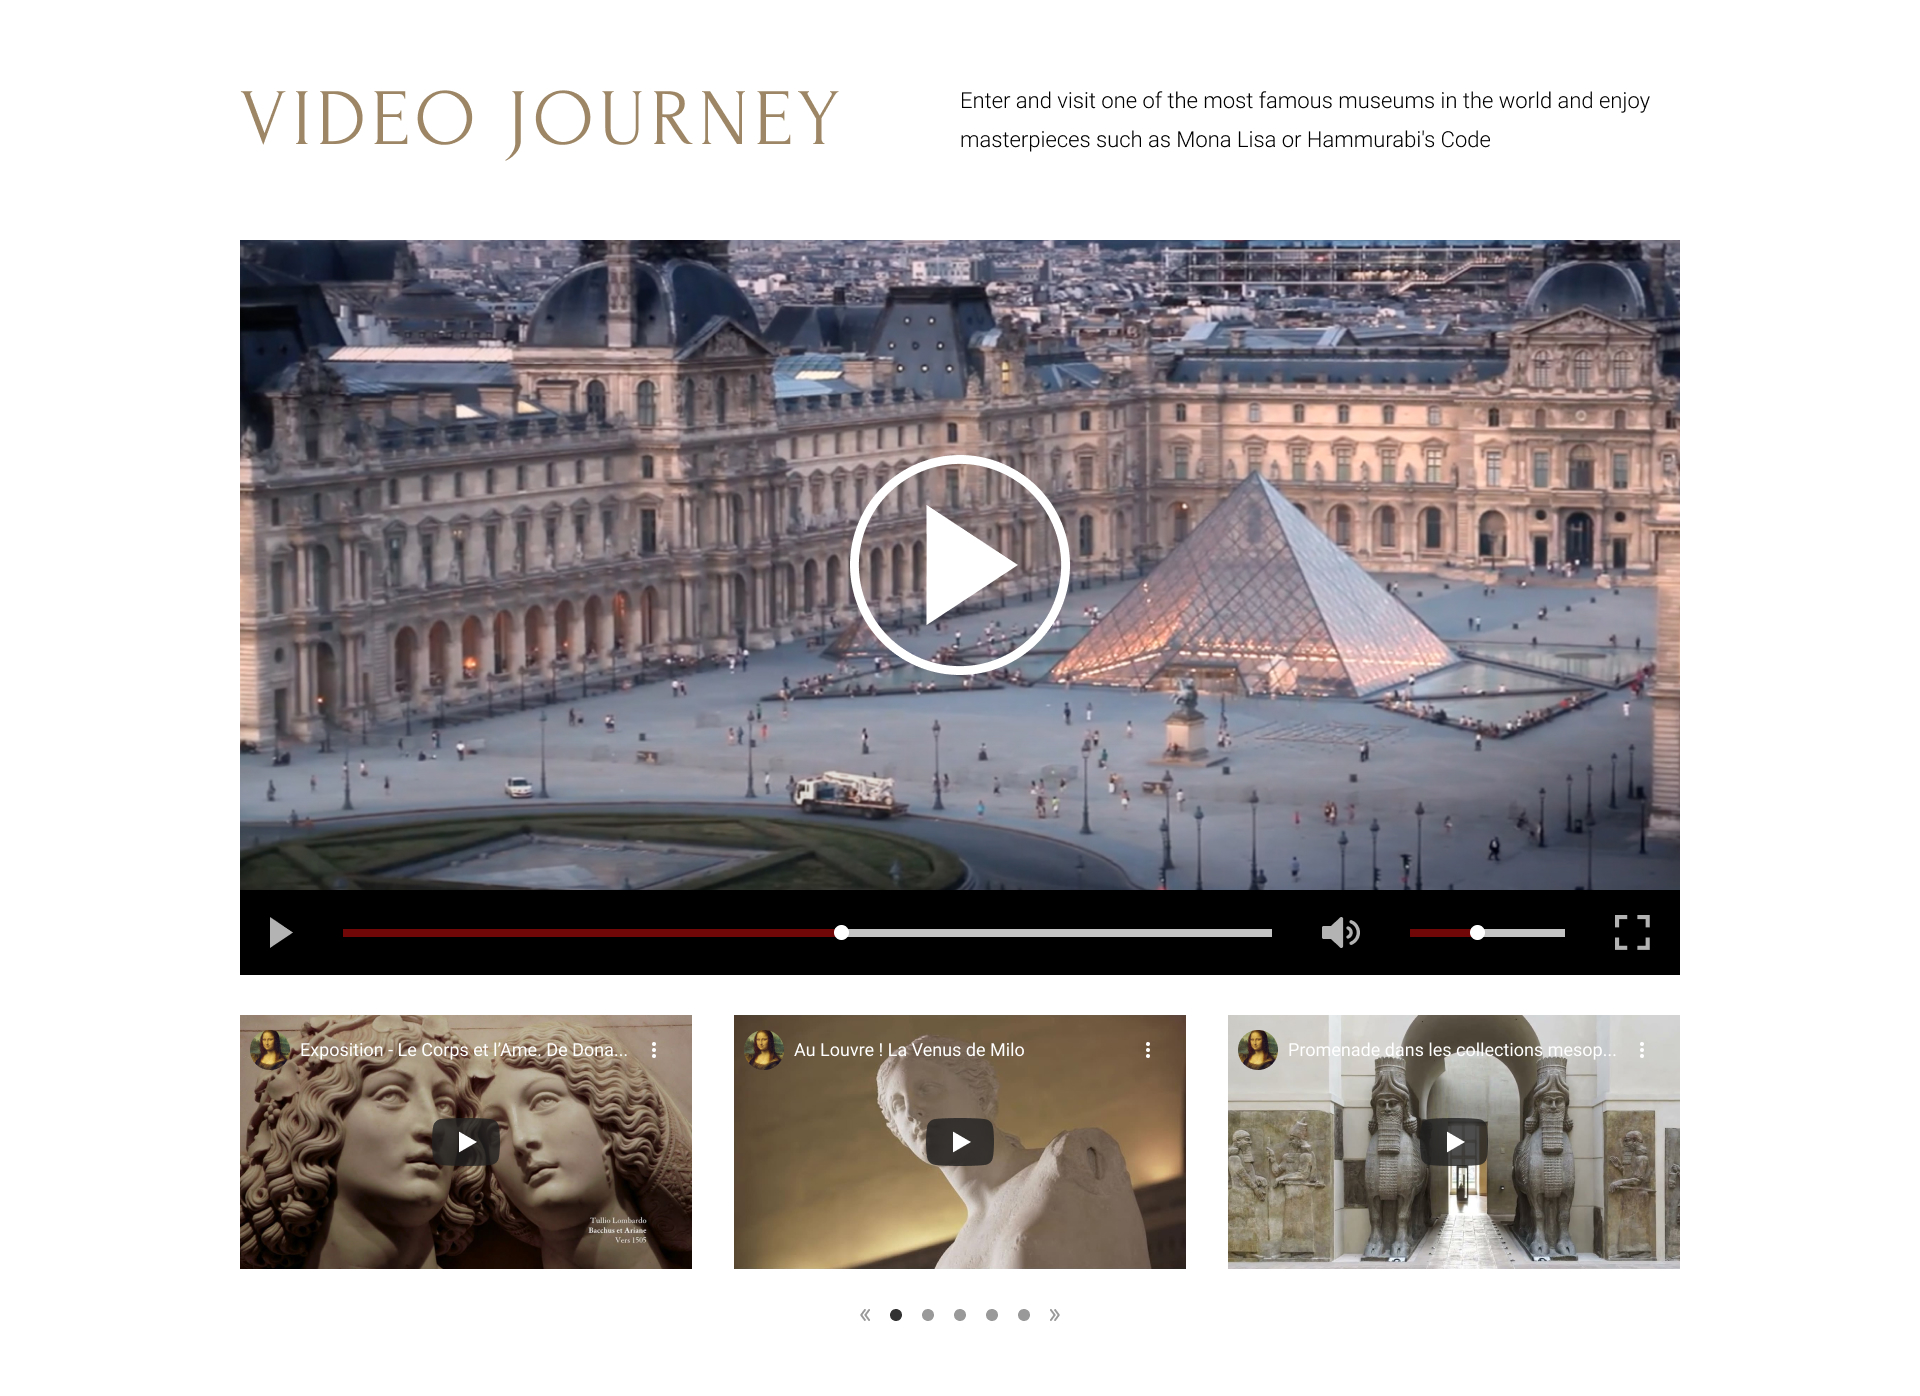 VIDEO JOURNEY
Enter and visit one of the most famous museums in the world and enjoy
masterpieces such as Mona Lisa or Hammurabi's Code
Exposition - Le Corps et l’Ame. De Dona...
Tullio Lombardo
Bacchus et Ariane
Vers 1505
Au Louvre ! La Venus de Milo
Promenade dans les collections mesop...